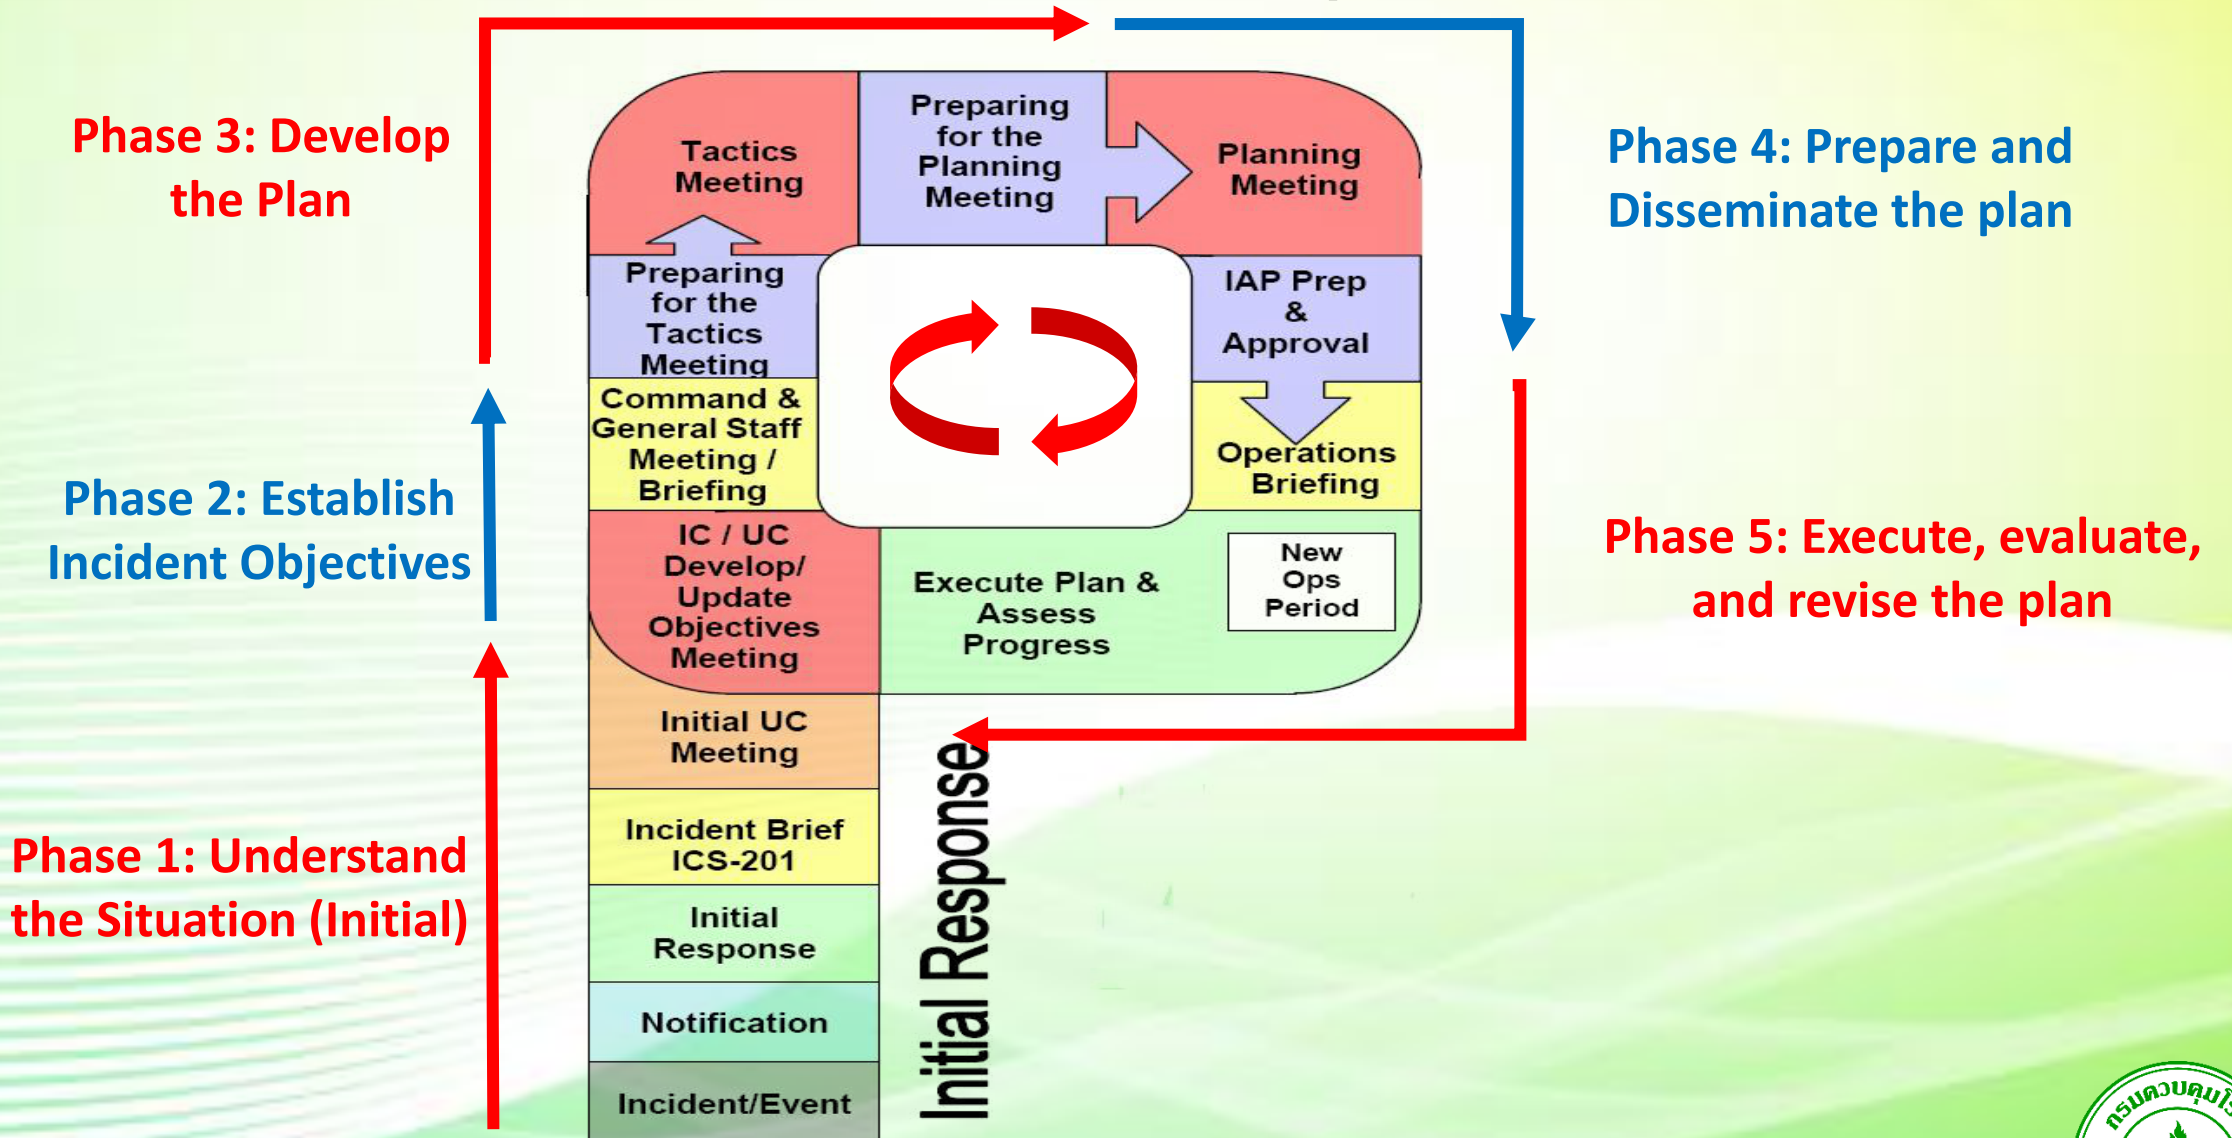 Phase 3: Develop
the Plan
Tactics
Meeting
Preparing
for the
Planning
Meeting
Planning
Meeting
Phase 4: Prepare and
Disseminate the plan
Preparing
for the
Tactics
Meeting
IAP Prep
&
Approval
Command &
General Staff
Meeting /
Briefing
Operations
Briefing
Phase 2: Establish
Incident Objectives
IC / UC
Develop/
Update
Objectives
Meeting
Execute Plan &
Assess
Progress
New
Ops
Period
Phase 5: Execute, evaluate,
and revise the plan
Initial UC
Meeting
Phase 1: Understand
the Situation (Initial)
Incident Brief
ICS-201
Initial
Response
Notification
Incident/Event
Initial Response